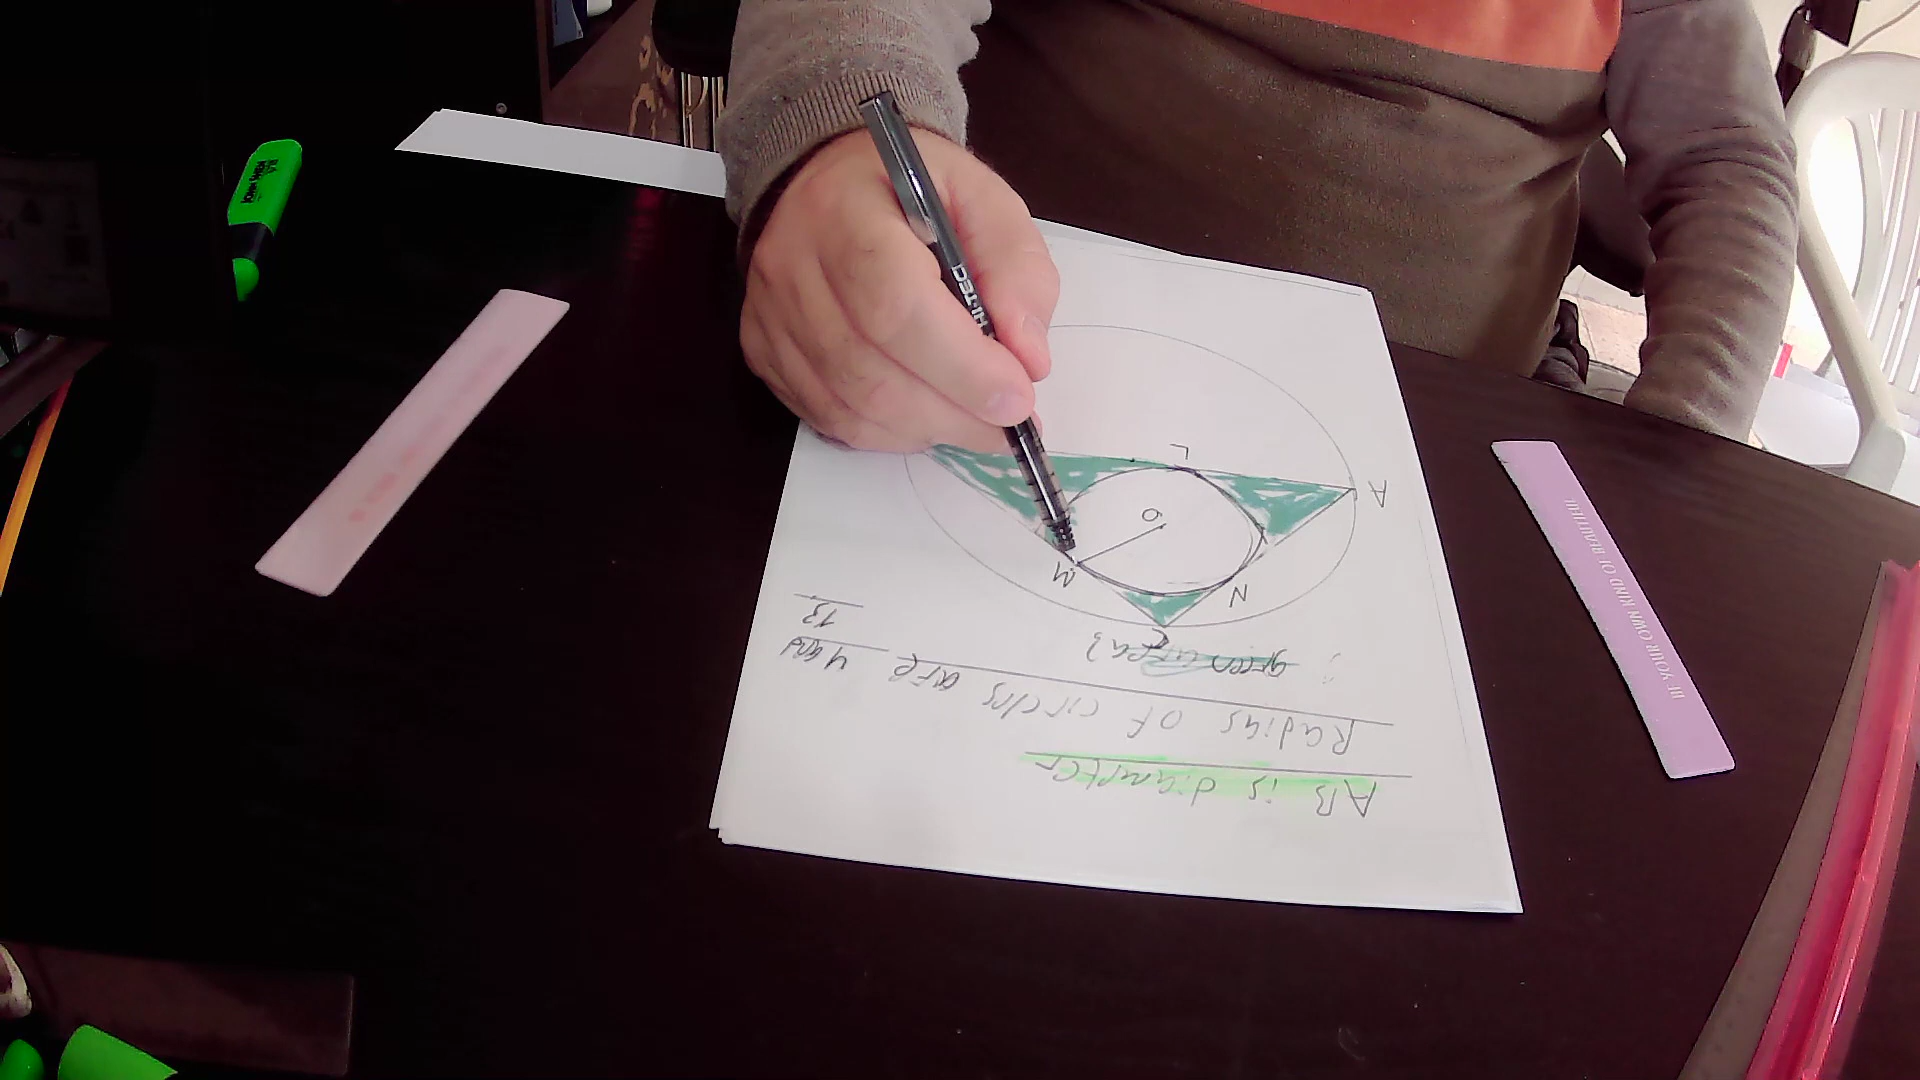 AB is diameter
Radius of circles are 4 and
13
green area?
C
M
N
O
L
A
HI-TEC
BE YOUR OWN KIND OF BEAUTIFUL